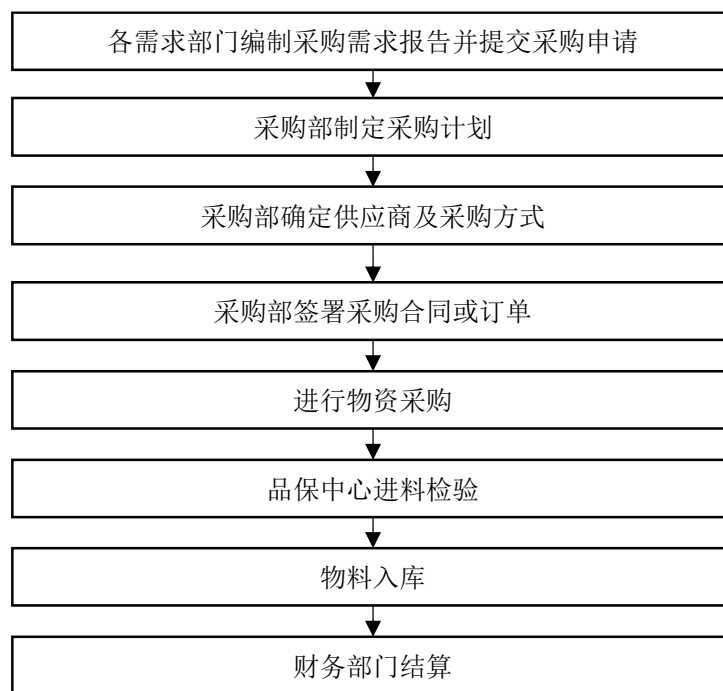 各需求部门编制采购需求报告并提交采购申请
采购部制定采购计划
采购部确定供应商及采购方式
采购部签署采购合同或订单
进行物资采购
品保中心进料检验
物料入库
财务部门结算